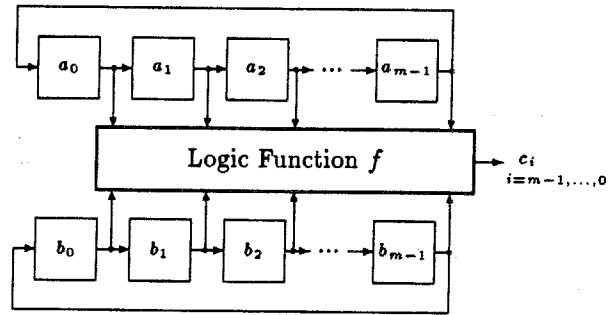 a₀ a₁ a₂ ··· aₘ₋₁
Logic Function f
cᵢ
i=m−1,...,0
b₀ b₁ b₂ ··· bₘ₋₁